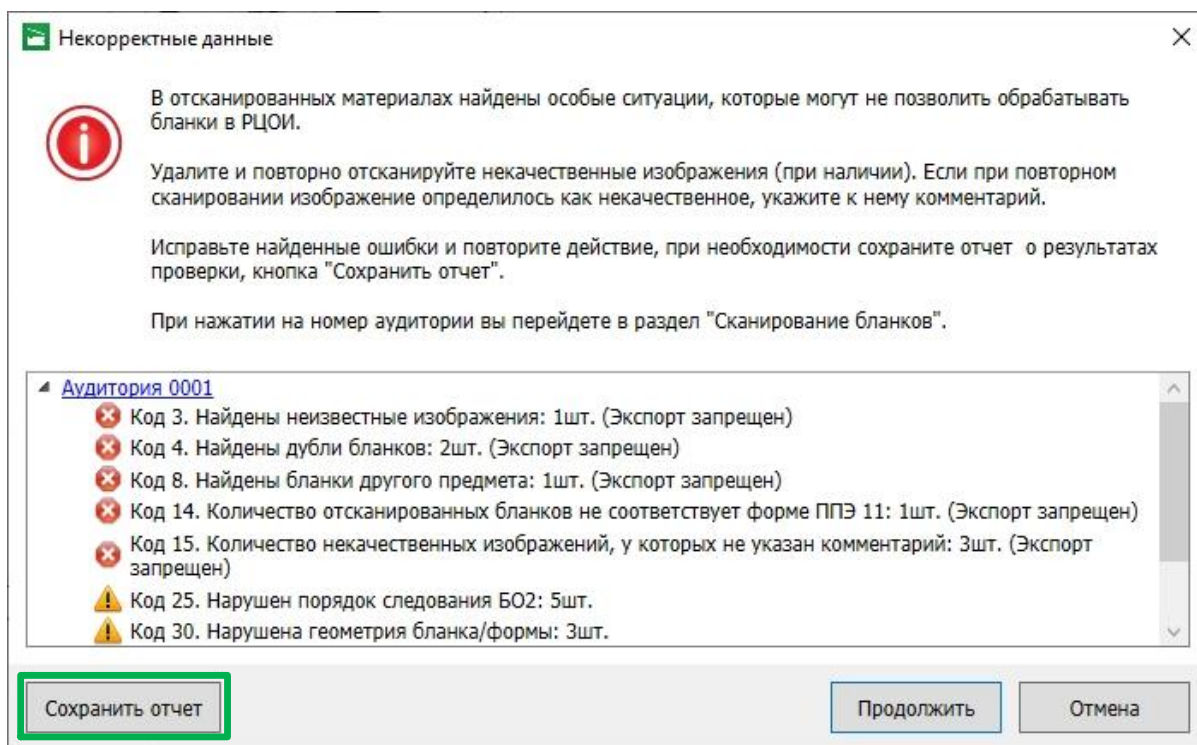 Некорректные данные
В отсканированных материалах найдены особые ситуации, которые могут не позволить обрабатывать
бланки в РЦОИ.
Удалите и повторно отсканируйте некачественные изображения (при наличии). Если при повторном
сканировании изображение определилось как некачественное, укажите к нему комментарий.
Исправьте найденные ошибки и повторите действие, при необходимости сохраните отчет  о результатах
проверки, кнопка "Сохранить отчет".
При нажатии на номер аудитории вы перейдете в раздел "Сканирование бланков".
Аудитория 0001
Код 3. Найдены неизвестные изображения: 1шт. (Экспорт запрещен)
Код 4. Найдены дубли бланков: 2шт. (Экспорт запрещен)
Код 8. Найдены бланки другого предмета: 1шт. (Экспорт запрещен)
Код 14. Количество отсканированных бланков не соответствует форме ППЭ 11: 1шт. (Экспорт запрещен)
Код 15. Количество некачественных изображений, у которых не указан комментарий: 3шт. (Экспорт
запрещен)
Код 25. Нарушен порядок следования БО2: 5шт.
Код 30. Нарушена геометрия бланка/формы: 3шт.
Сохранить отчет
Продолжить
Отмена